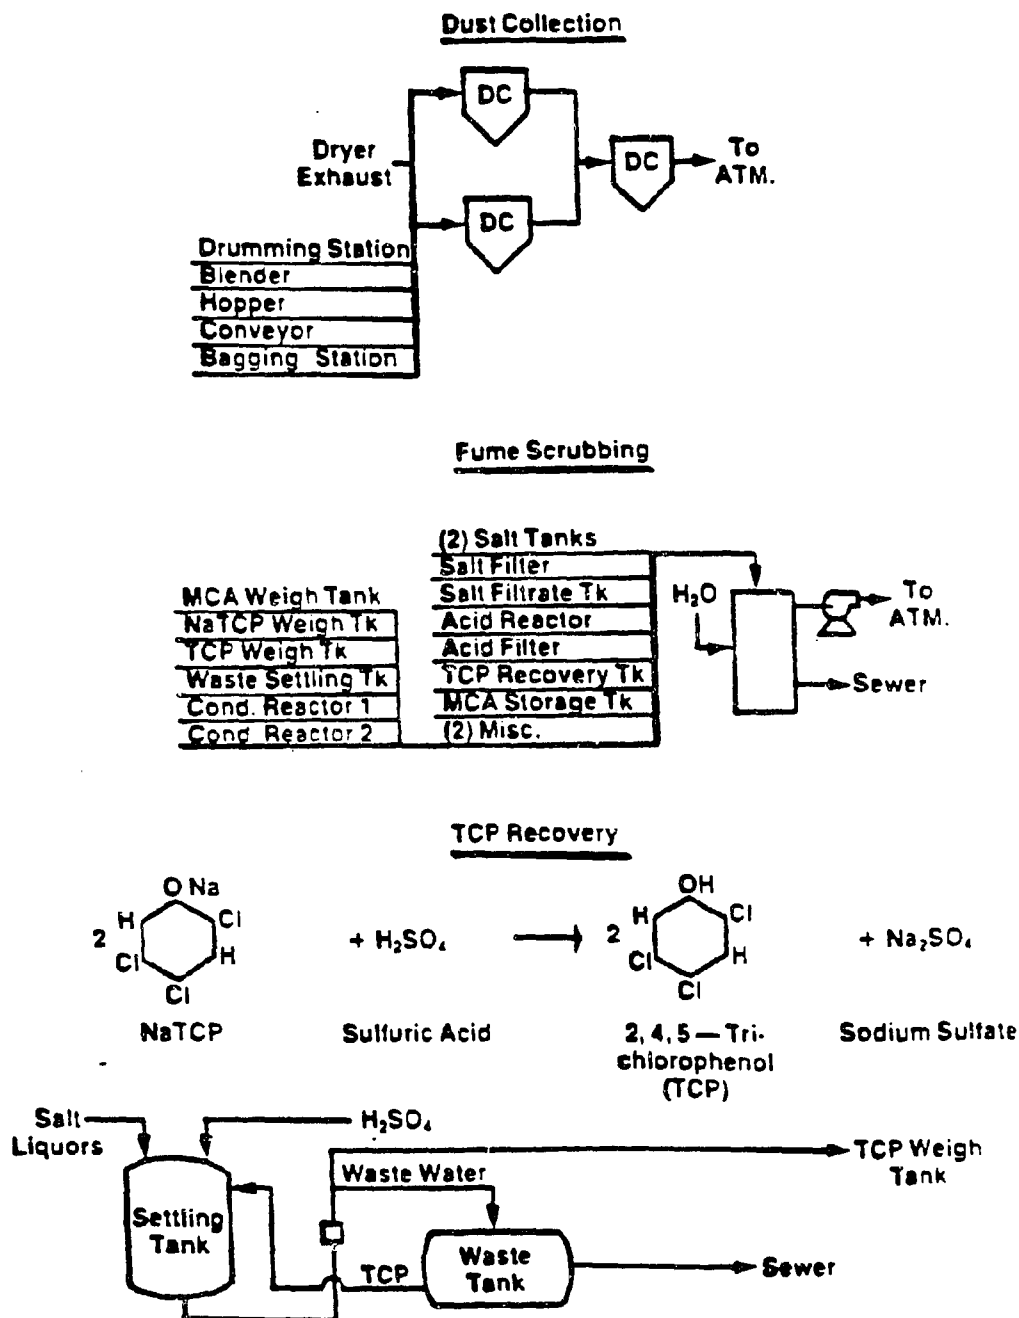 Dust Collection
DC
Dryer
Exhaust
DC
To
ATM.
DC
Drumming Station
Blender
Hopper
Conveyor
Bagging Station
Fume Scrubbing
(2) Salt Tanks
Salt Filter
MCA Weigh Tank
Salt Filtrate Tk
H₂O
To
ATM.
NaTCP Weigh Tk
Acid Reactor
TCP Weigh Tk
Acid Filter
Waste Settling Tk
TCP Recovery Tk
Sewer
Cond. Reactor 1
MCA Storage Tk
Cond. Reactor 2
(2) Misc.
TCP Recovery
O Na
OH
H
Cl
H
Cl
2
+ H₂SO₄
2
+ Na₂SO₄
Cl
H
Cl
H
Cl
Cl
NaTCP
Sulfuric Acid
2, 4, 5 — Tri-
chlorophenol
(TCP)
Sodium Sulfate
Salt
Liquors
H₂SO₄
TCP Weigh
Tank
Waste Water
Settling
Tank
TCP
Waste
Tank
Sewer